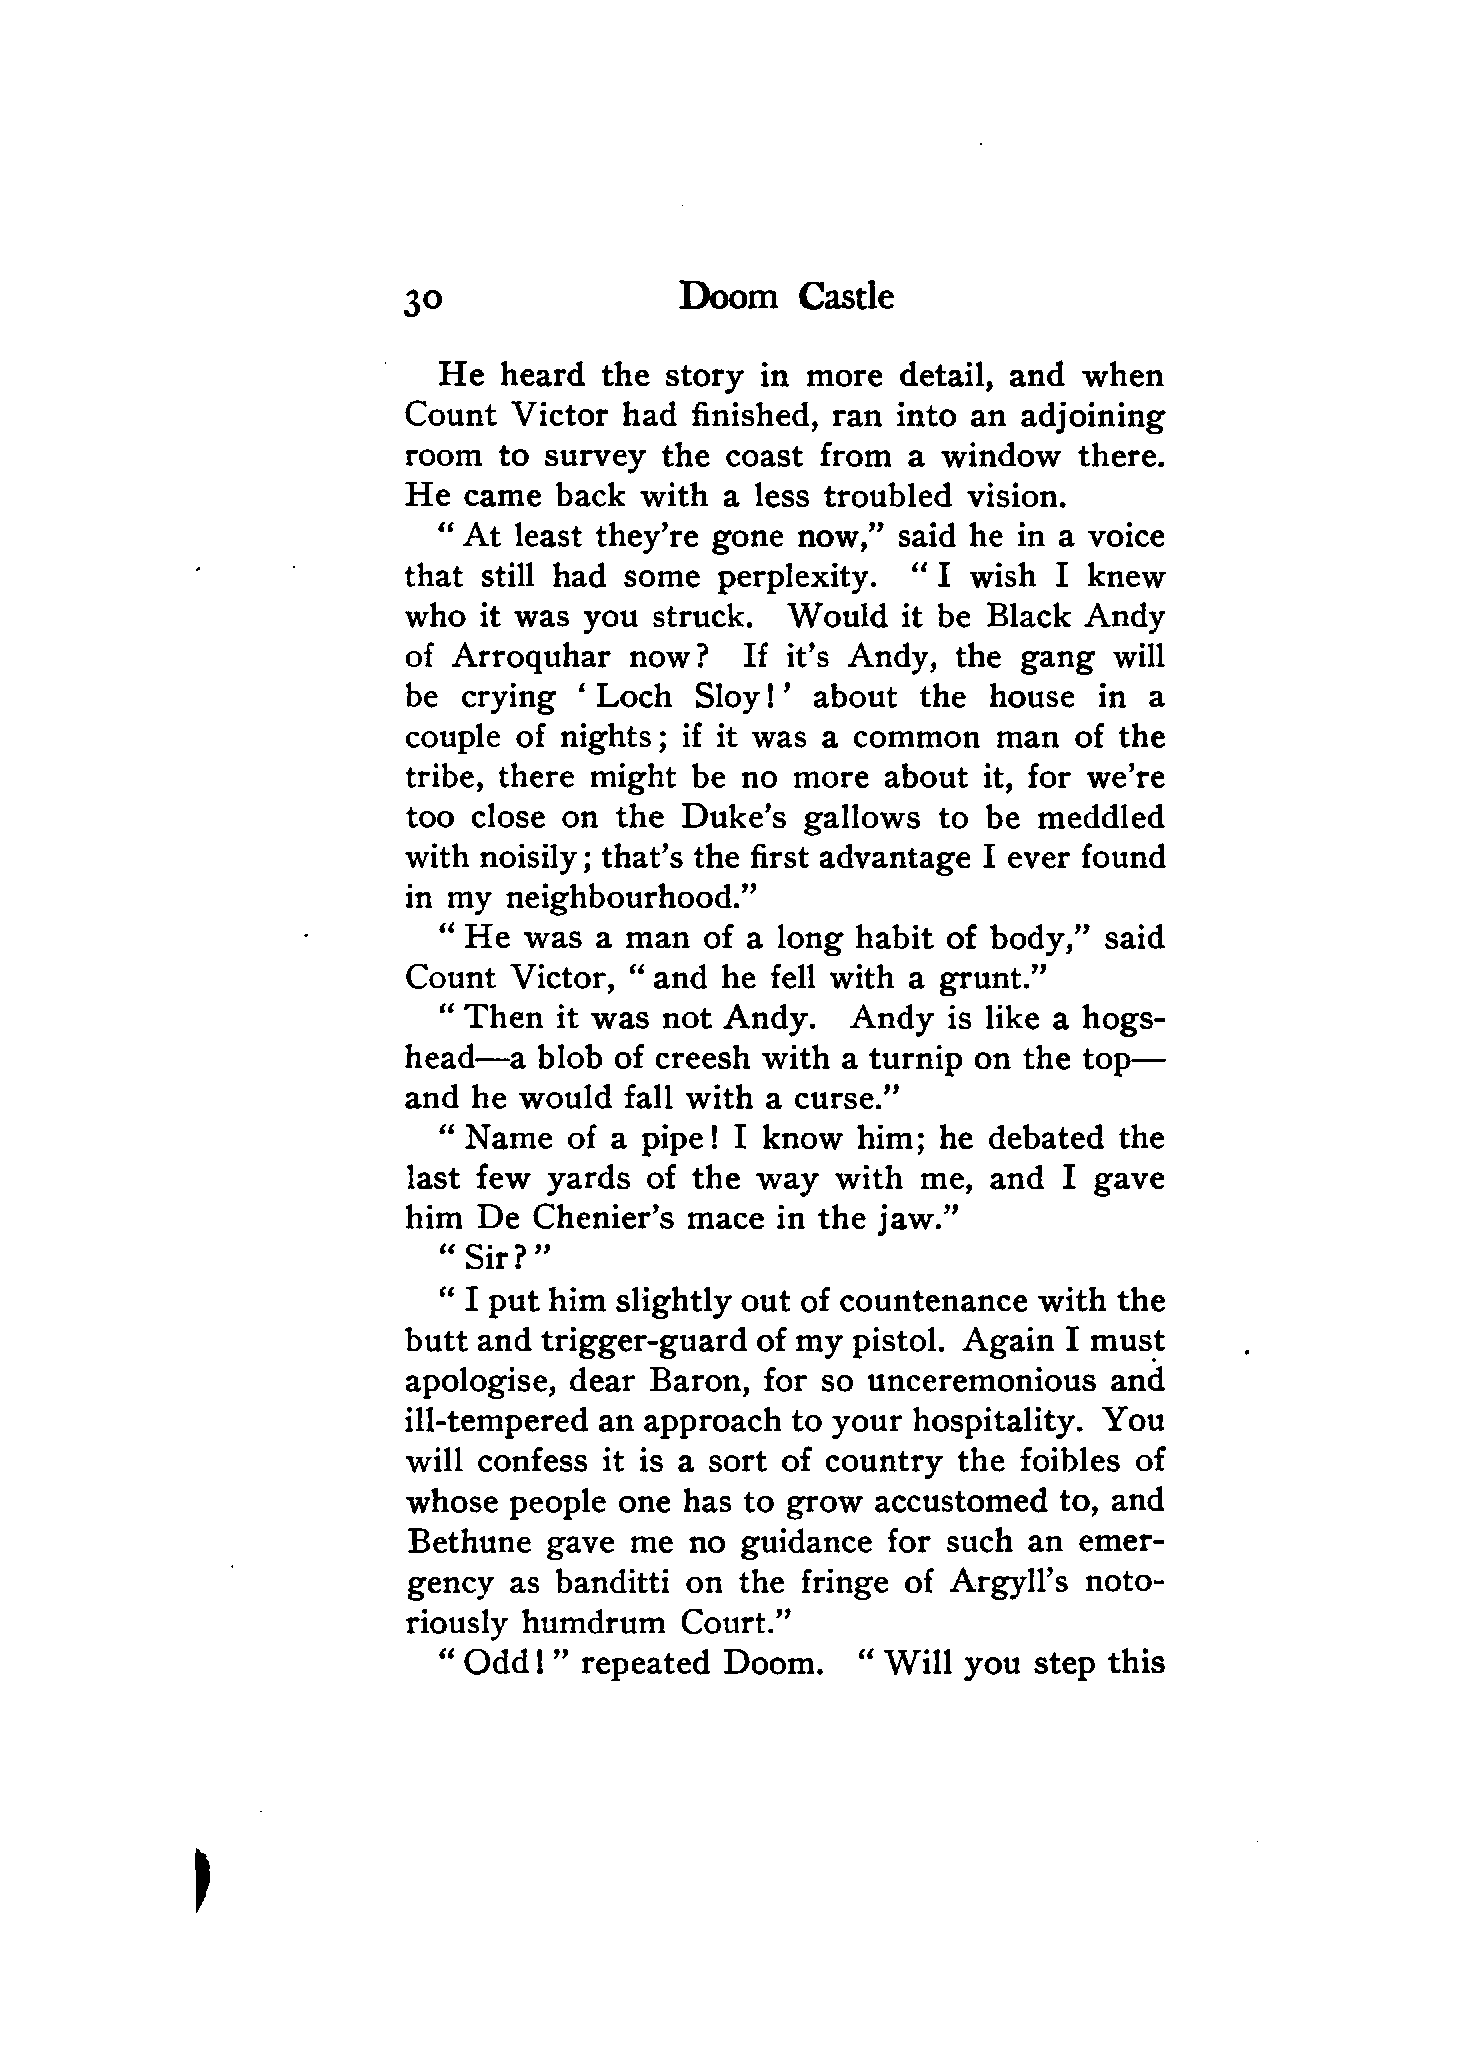 30 Doom Castle
He heard the story in more detail, and when
Count Victor had finished, ran into an adjoining
room to survey the coast from a window there.
He came back with a less troubled vision.
“ At least they’re gone now,” said he in a voice
that still had some perplexity. “ I wish I knew
who it was you struck. Would it be Black Andy
of Arroquhar now? If it’s Andy, the gang will
be crying ‘ Loch Sloy!’ about the house in a
couple of nights; if it was a common man of the
tribe, there might be no more about it, for we’re
too close on the Duke’s gallows to be meddled
with noisily; that’s the first advantage I ever found
in my neighbourhood.”
“ He was a man of a long habit of body,” said
Count Victor, “ and he fell with a grunt.”
“ Then it was not Andy. Andy is like a hogs-
head—a blob of creesh with a turnip on the top—
and he would fall with a curse.”
“ Name of a pipe! I know him; he debated the
last few yards of the way with me, and I gave
him De Chenier’s mace in the jaw.”
“ Sir?”
“ I put him slightly out of countenance with the
butt and trigger-guard of my pistol. Again I must
apologise, dear Baron, for so unceremonious and
ill-tempered an approach to your hospitality. You
will confess it is a sort of country the foibles of
whose people one has to grow accustomed to, and
Bethune gave me no guidance for such an emer-
gency as banditti on the fringe of Argyll’s noto-
riously humdrum Court.”
“ Odd!” repeated Doom. “ Will you step this